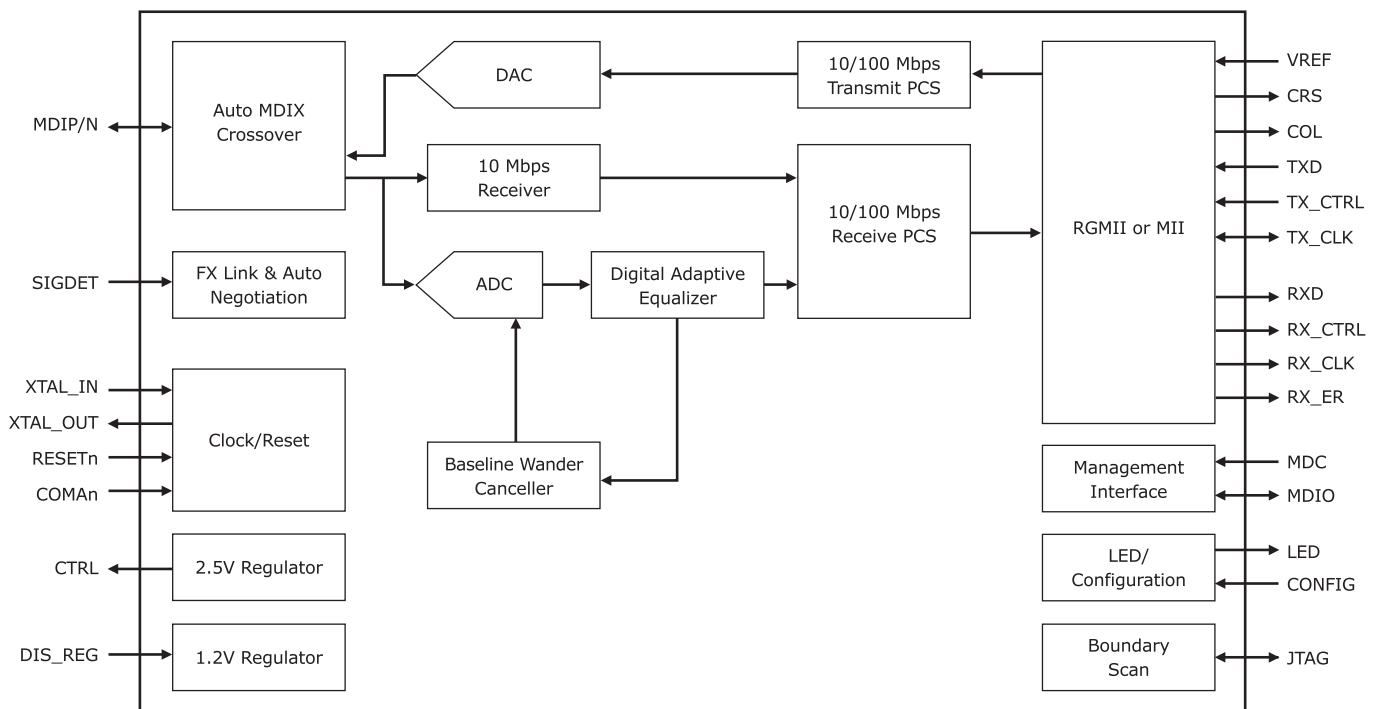 MDIP/N
SIGDET
XTAL_IN
XTAL_OUT
RESETn
COMAn
CTRL
DIS_REG
Auto MDIX
Crossover
FX Link & Auto
Negotiation
Clock/Reset
2.5V Regulator
1.2V Regulator
DAC
10 Mbps
Receiver
ADC
Digital Adaptive
Equalizer
Baseline Wander
Canceller
10/100 Mbps
Transmit PCS
10/100 Mbps
Receive PCS
RGMII or MII
Management
Interface
LED/
Configuration
Boundary
Scan
VREF
CRS
COL
TXD
TX_CTRL
TX_CLK
RXD
RX_CTRL
RX_CLK
RX_ER
MDC
MDIO
LED
CONFIG
JTAG